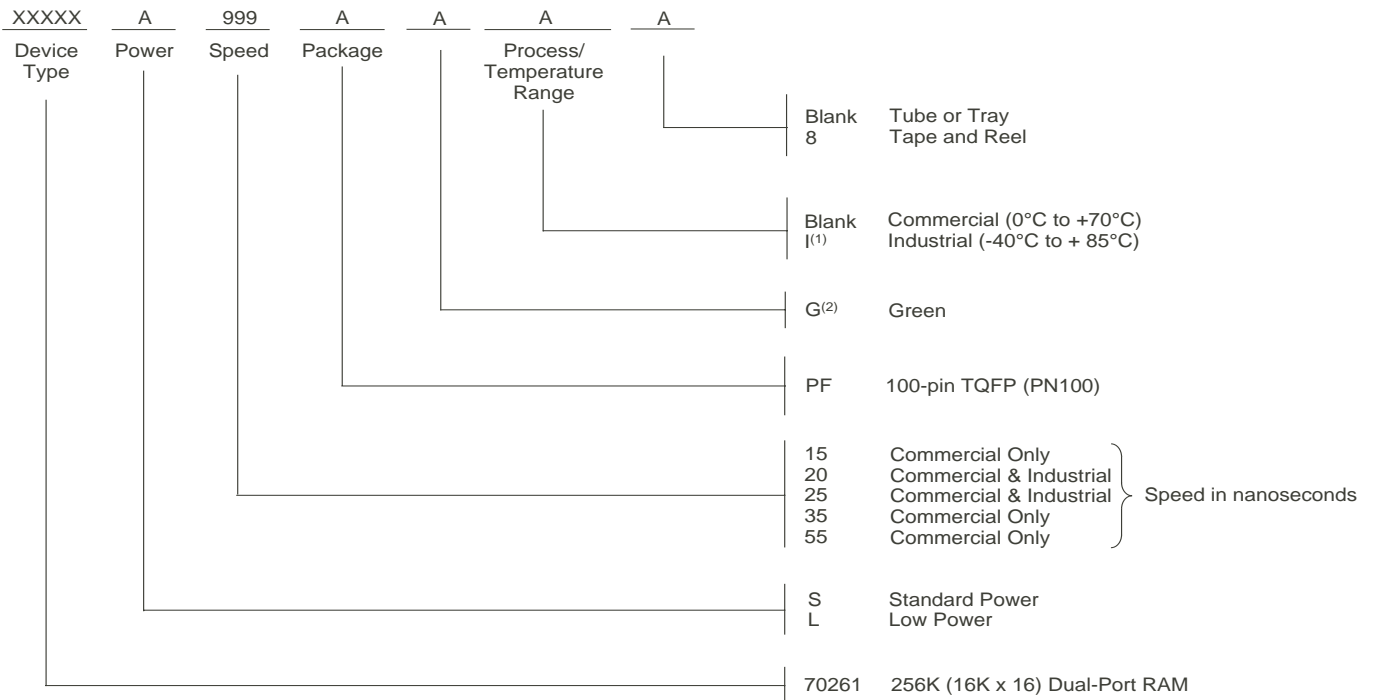 XXXXX A 999 A A A A
Device Type Power Speed Package Process/ Temperature Range
Blank Tube or Tray
8 Tape and Reel
Blank Commercial (0°C to +70°C)
I(1) Industrial (-40°C to + 85°C)
G(2) Green
PF 100-pin TQFP (PN100)
15 Commercial Only
20 Commercial & Industrial
25 Commercial & Industrial
35 Commercial Only
55 Commercial Only
Speed in nanoseconds
S Standard Power
L Low Power
70261 256K (16K x 16) Dual-Port RAM